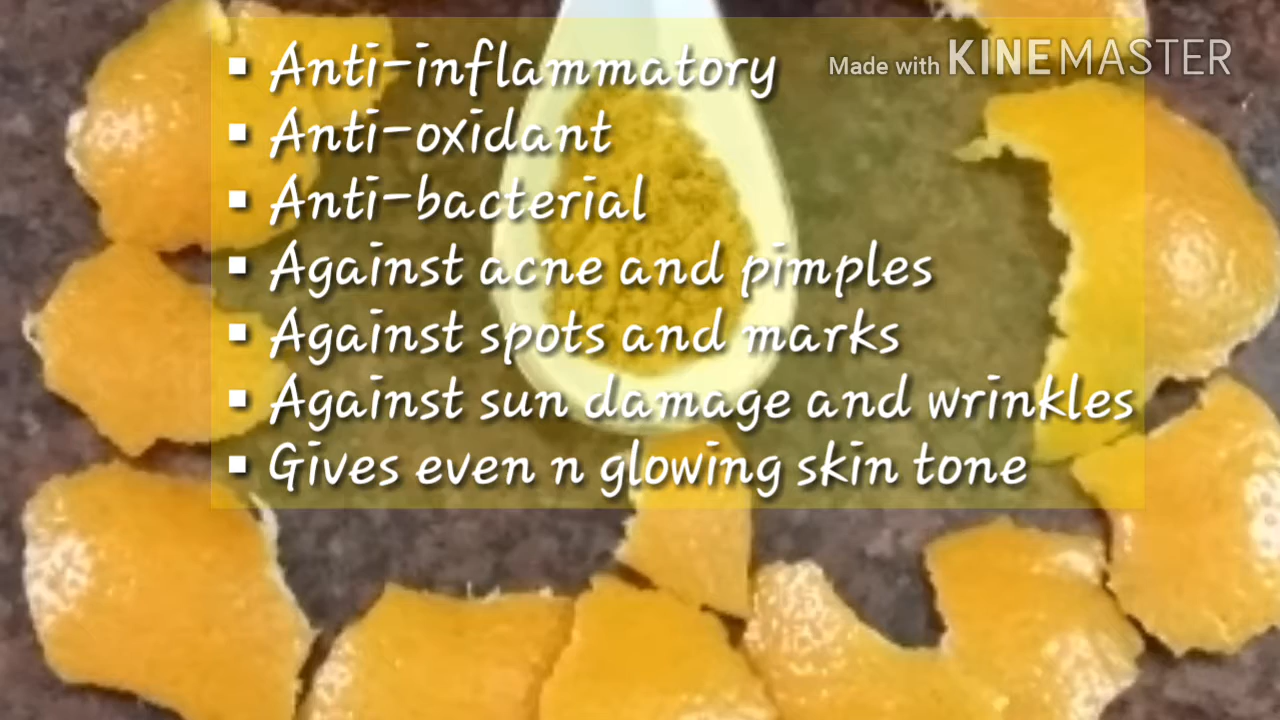 ▪ Anti-inflammatory
Made with KINEMASTER
▪ Anti-oxidant
▪ Anti-bacterial
▪ Against acne and pimples
▪ Against spots and marks
▪ Against sun damage and wrinkles
▪ Gives even n glowing skin tone